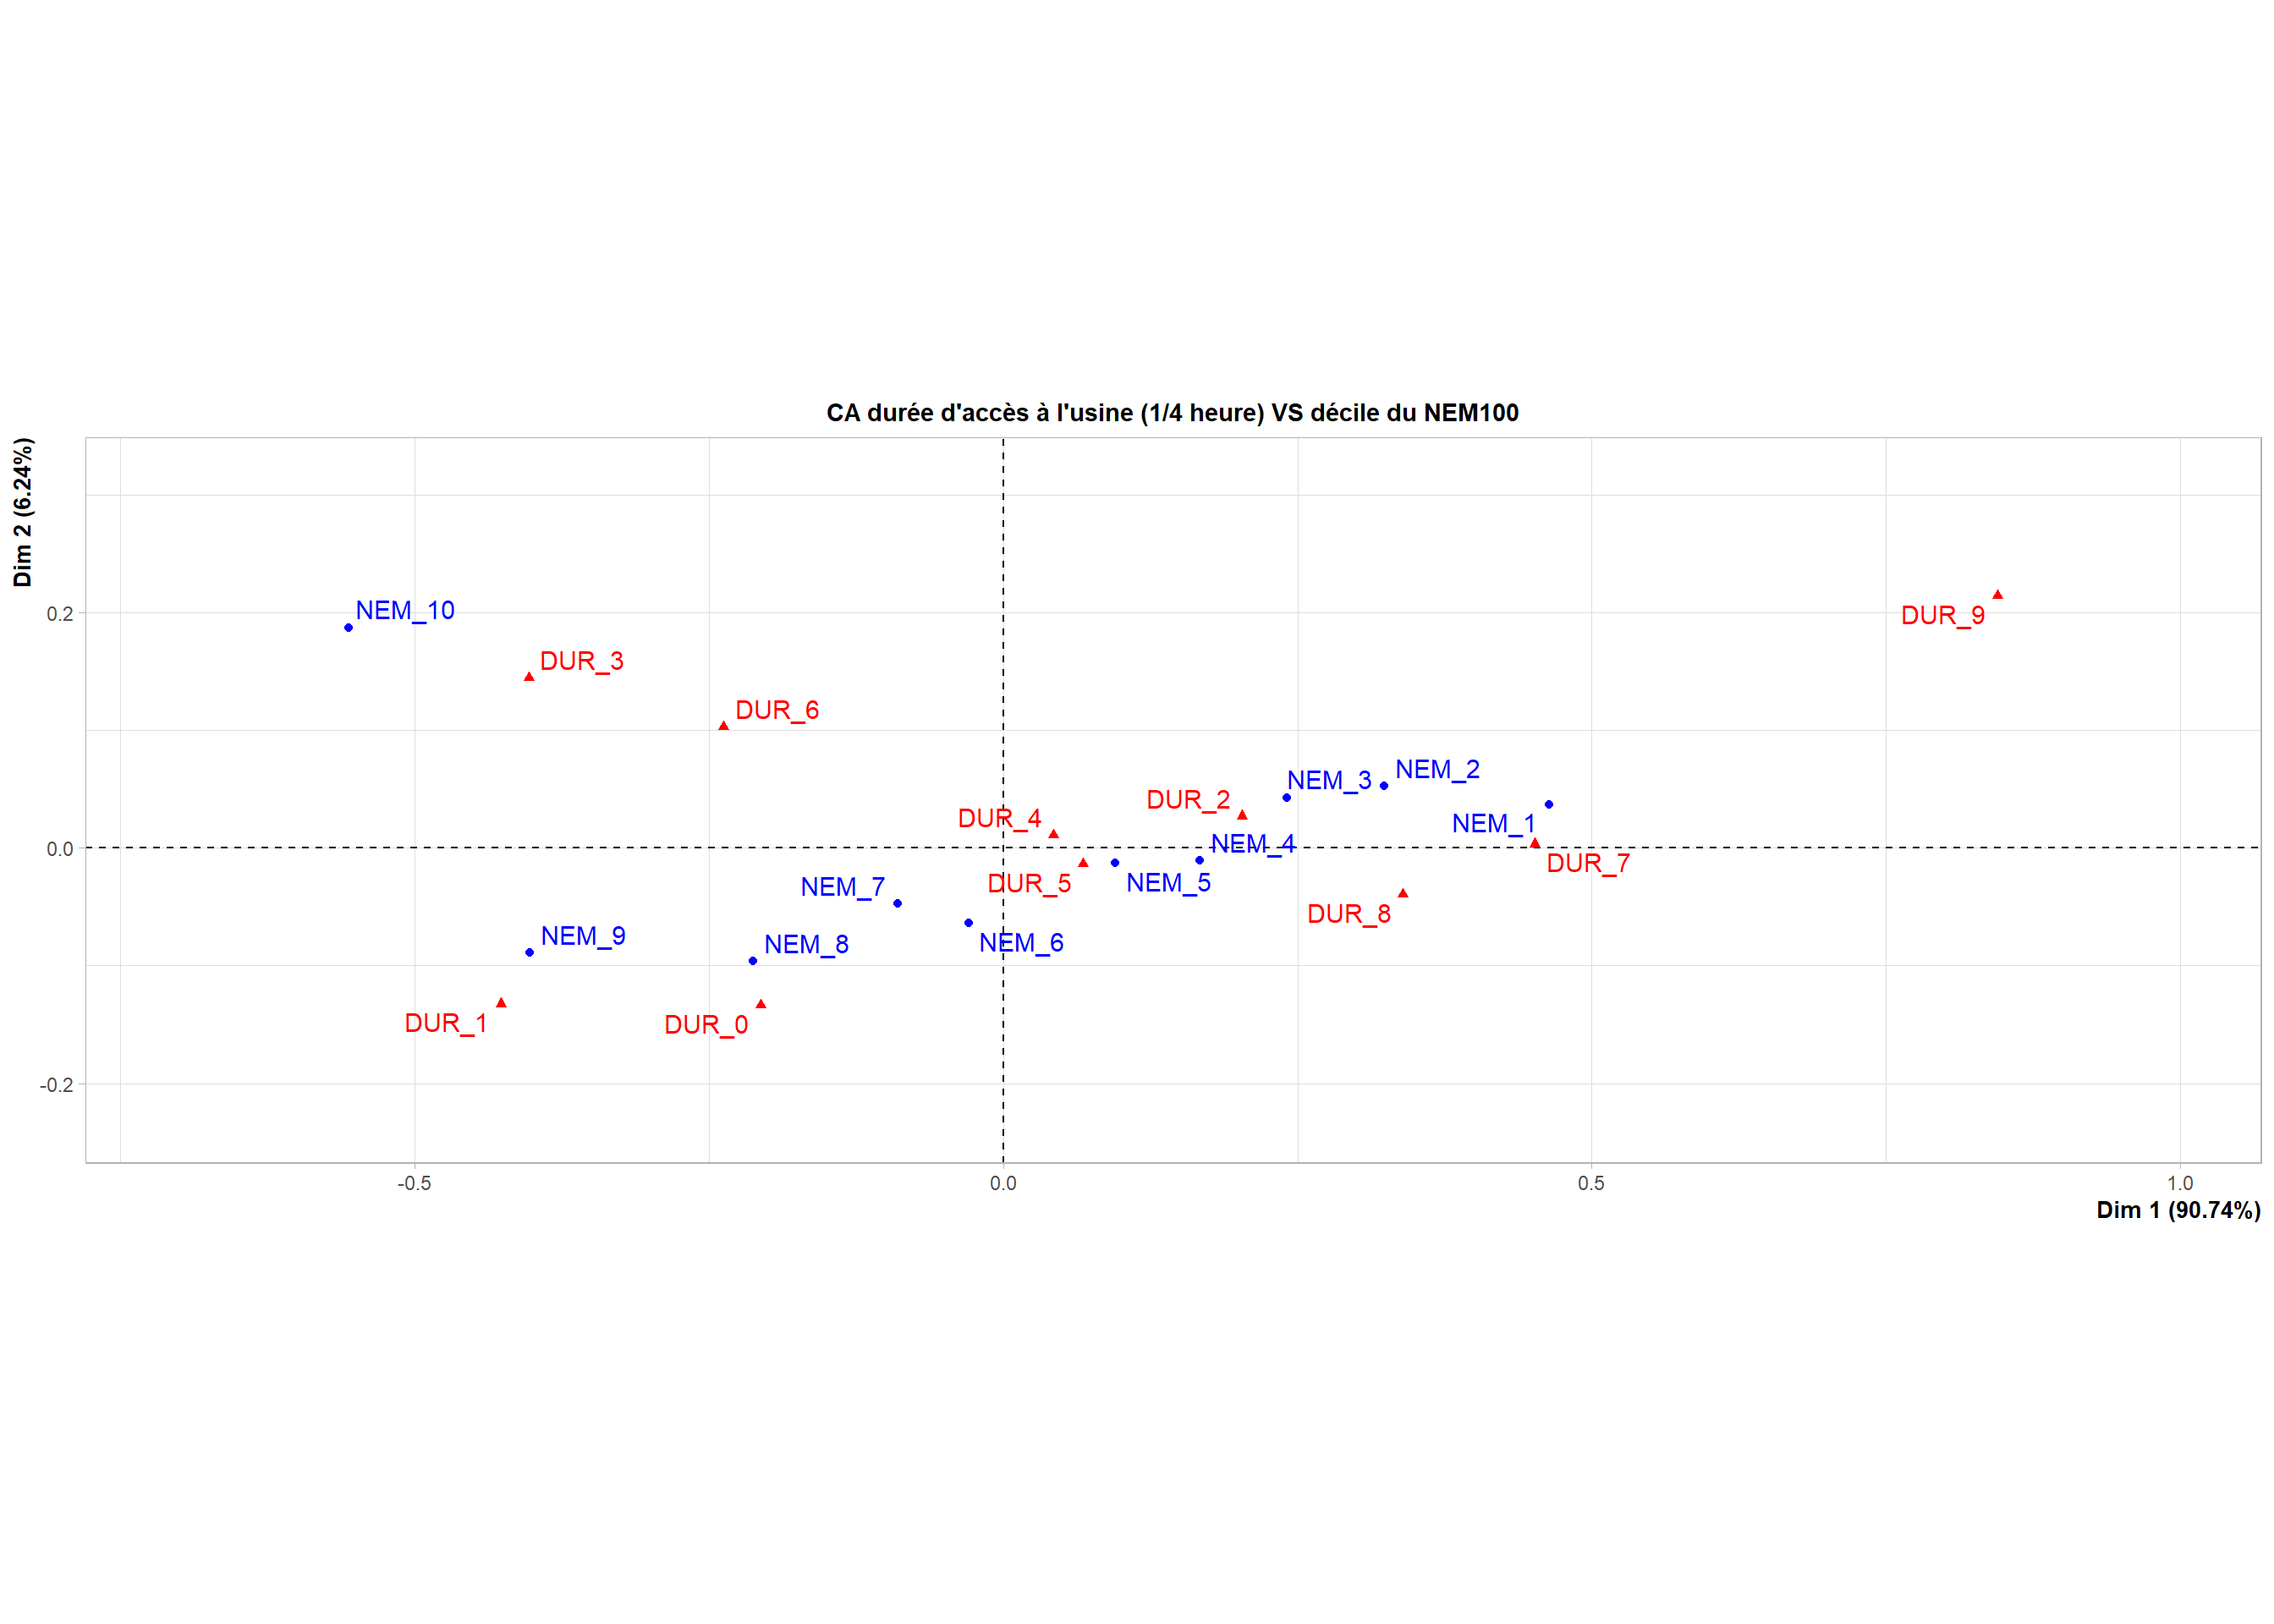 CA durée d'accès à l'usine (1/4 heure) VS décile du NEM100
Dim 2 (6.24%)
0.2
0.0
-0.2
NEM_10
DUR_9
DUR_3
DUR_6
NEM_2
NEM_3
DUR_2
DUR_4
NEM_1
NEM_4
DUR_7
DUR_5
NEM_5
NEM_7
DUR_8
NEM_9
NEM_8
NEM_6
DUR_1
DUR_0
-0.5
0.0
0.5
1.0
Dim 1 (90.74%)